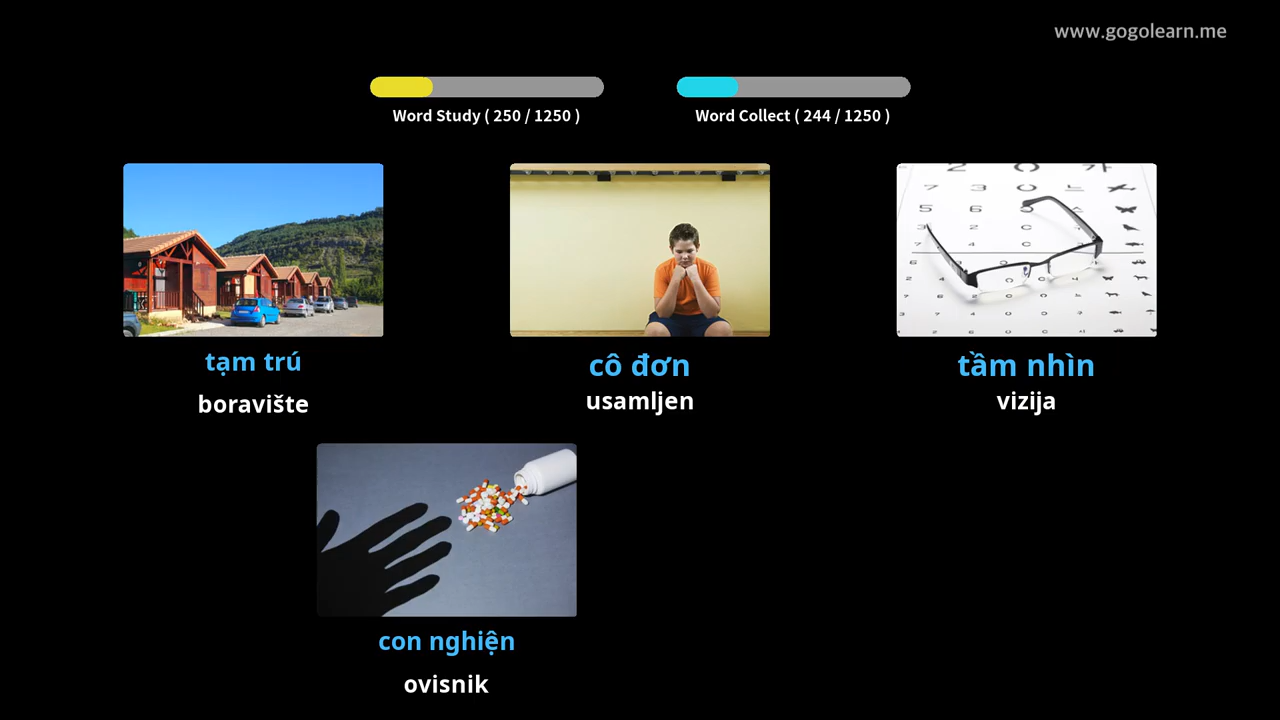 www.gogolearn.me
Word Study ( 250 / 1250 )
Word Collect ( 244 / 1250 )
tạm trú
boravište
cô đơn
usamljen
tầm nhìn
vizija
con nghiện
ovisnik